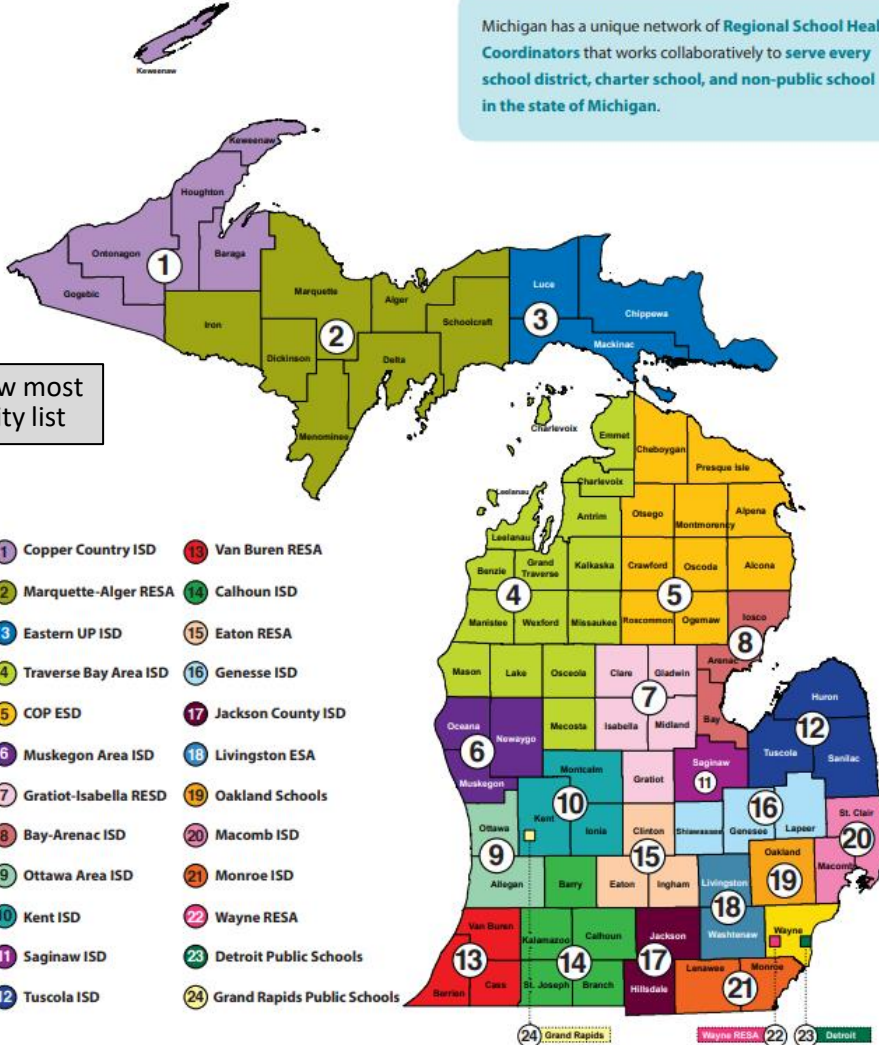 Michigan has a unique network of Regional School Heal
Coordinators that works collaboratively to serve every
school district, charter school, and non-public school
in the state of Michigan.
Keweenaw
Keweenaw
Houghton
Ontonagon
Baraga
1
Gogebic
Luce
Marquette
Alger
Chippewa
Iron
Schoolcraft
3
2
Mackinac
Dickinson
Delta
w most
ity list
Menominee
Charlevoix
Emmet
Cheboygan
Presque Isle
Charlevoix
Leelanau
Antrim
Otsego
Montmorency
Alpena
Leelanau
Benzie
Grand
Traverse
Kalkaska
Crawford
Oscoda
Alcona
4
5
Manistee
Wexford
Missaukee
Roscommon
Ogemaw
Iosco
8
Mason
Lake
Osceola
Clare
Gladwin
Arenac
Huron
7
Oceana
Newaygo
Mecosta
Isabella
Midland
Bay
12
6
Tuscola
Sanilac
Muskegon
Montcalm
Gratiot
Saginaw
11
10
16
Ottawa
Kent
Ionia
Clinton
Shiawassee
Genesee
Lapeer
St. Clair
20
9
15
Oakland
Macomb
Allegan
Barry
Eaton
Ingham
Livingston
19
18
Van Buren
Kalamazoo
Calhoun
Jackson
Washtenaw
Wayne
13
14
17
Berrien
Cass
St. Joseph
Branch
Hillsdale
Lenawee
Monroe
21
24 Grand Rapids
Wayne RESA 22
23 Detroit
1 Copper Country ISD
2 Marquette-Alger RESA
3 Eastern UP ISD
4 Traverse Bay Area ISD
5 COP ESD
6 Muskegon Area ISD
7 Gratiot-Isabella RESD
8 Bay-Arenac ISD
9 Ottawa Area ISD
10 Kent ISD
11 Saginaw ISD
12 Tuscola ISD
13 Van Buren RESA
14 Calhoun ISD
15 Eaton RESA
16 Genesse ISD
17 Jackson County ISD
18 Livingston ESA
19 Oakland Schools
20 Macomb ISD
21 Monroe ISD
22 Wayne RESA
23 Detroit Public Schools
24 Grand Rapids Public Schools